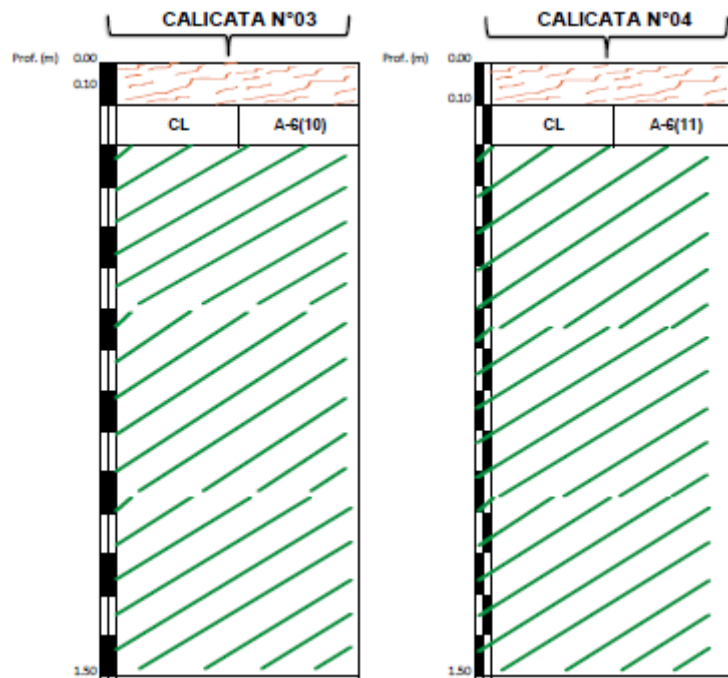 CALICATA N°03
Prof. (m)
0.00
0.10
CL
A-6(10)
1.50
CALICATA N°04
Prof. (m)
0.00
0.10
CL
A-6(11)
1.50